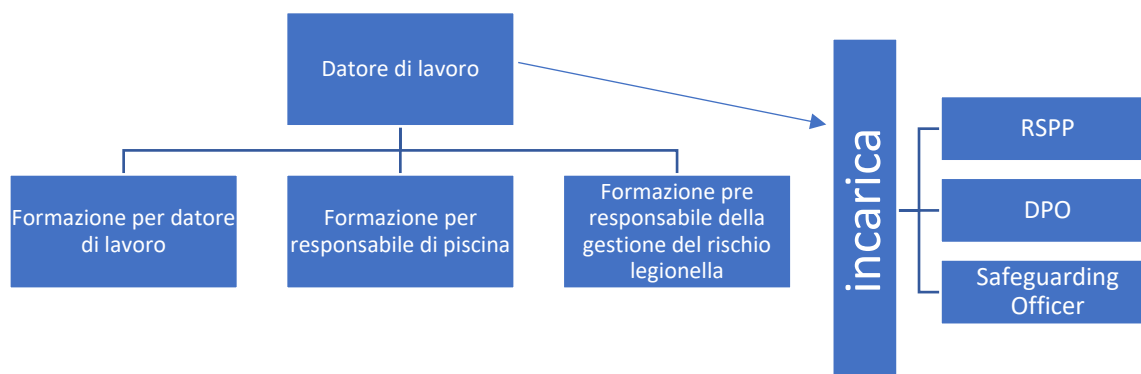 Datore di lavoro
Formazione per datore
di lavoro
Formazione per
responsabile di piscina
Formazione pre
responsabile della
gestione del rischio
legionella
incarica
RSPP
DPO
Safeguarding
Officer